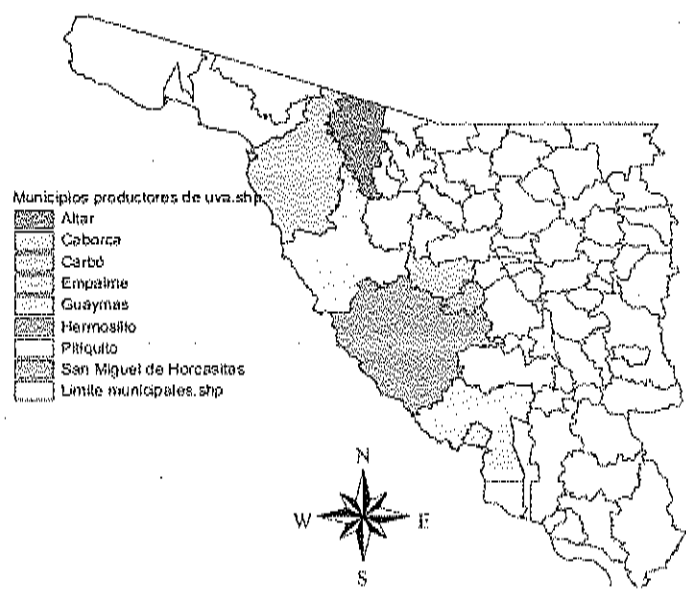 Municipios productores de uva.shp
Altar
Caborca
Carbó
Empalme
Guaymas
Hermosillo
Pitiquito
San Miguel de Horcasitas
Limite municipales.shp
N
W E
S